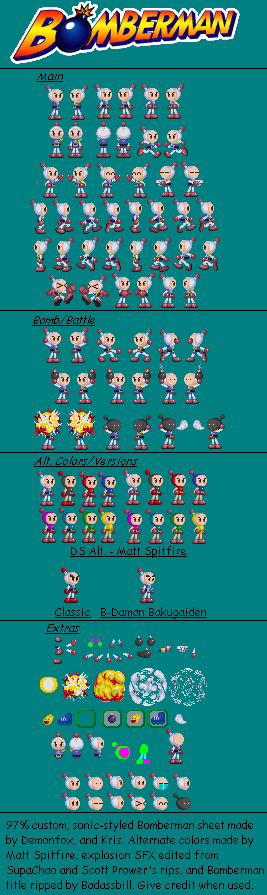 BOMBERMAN
Main
Bomb/Battle
Alt. Colors/Versions
DS Alt. - Matt Spitfire
Classic B-Daman Bakugaiden
Extras
97% custom, sonic-styled Bomberman sheet made
by Demonfox, and Kris. Alternate colors made by
Matt Spitfire, explosion SFX edited from
SupaChao and Scott Prower's rips, and Bomberman
title ripped by Badassbill. Give credit when used.